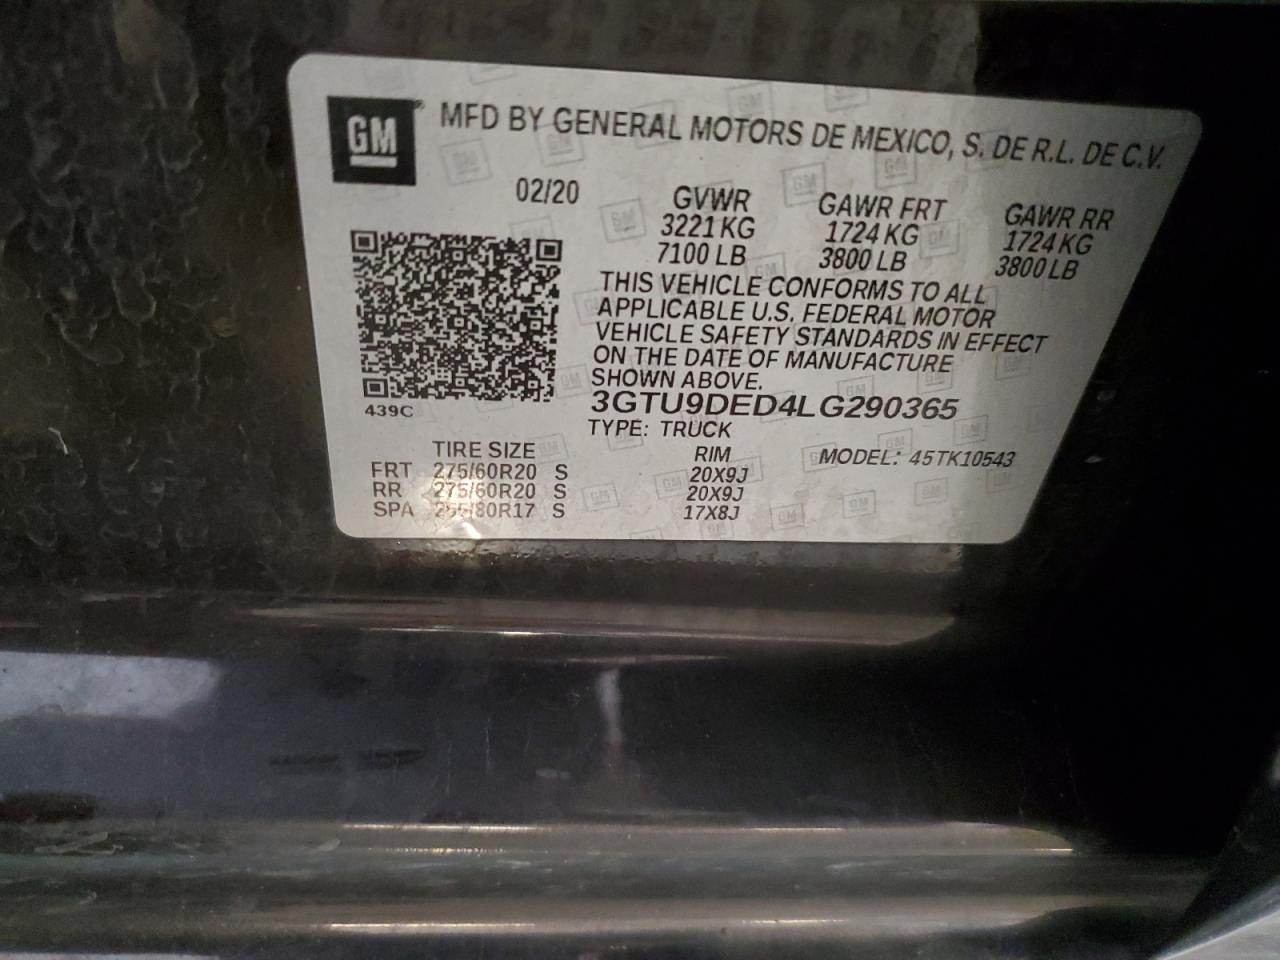 GM MFD BY GENERAL MOTORS DE MEXICO, S. DE R.L. DE C.V.
02/20 GVWR GAWR FRT GAWR RR
3221 KG 1724 KG 1724 KG
7100 LB 3800 LB 3800 LB
THIS VEHICLE CONFORMS TO ALL
APPLICABLE U.S. FEDERAL MOTOR
VEHICLE SAFETY STANDARDS IN EFFECT
ON THE DATE OF MANUFACTURE
SHOWN ABOVE.
439C
3GTU9DED4LG290365
TYPE: TRUCK
TIRE SIZE RIM MODEL: 45TK10543
FRT 275/60R20 S 20X9J
RR 275/60R20 S 20X9J
SPA 255/80R17 S 17X8J